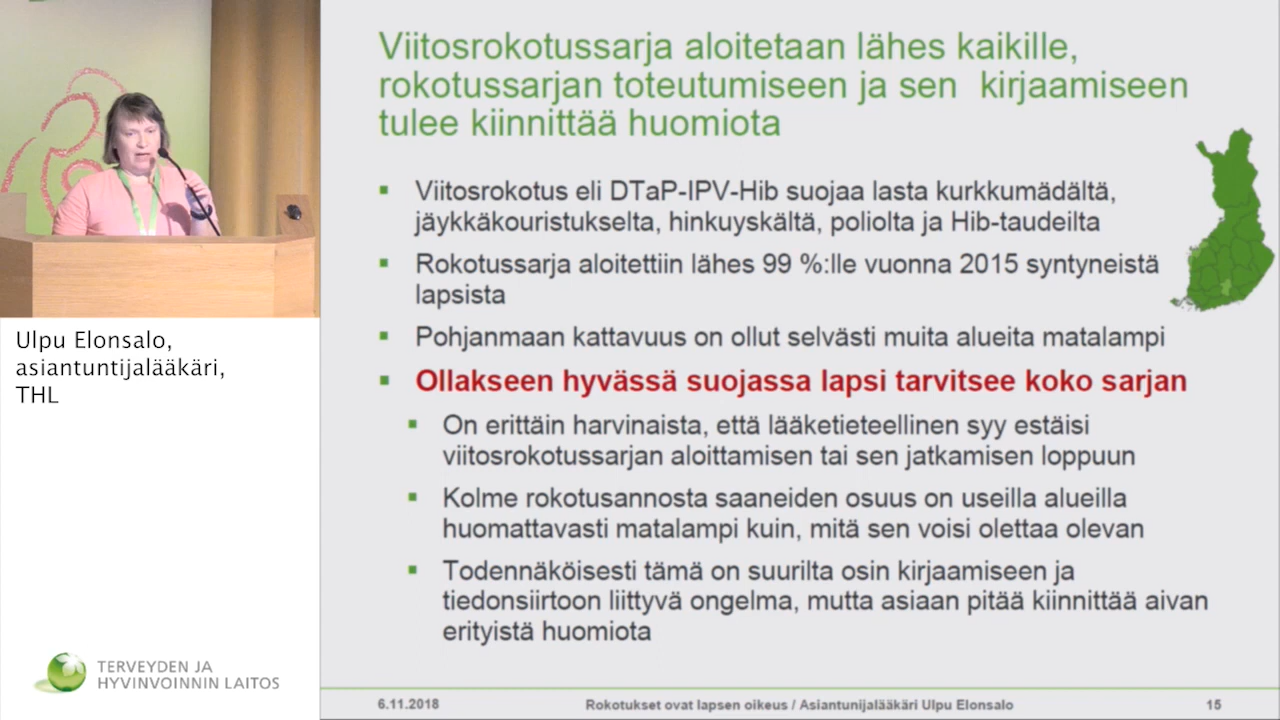 Viitosrokotussarja aloitetaan lähes kaikille,
rokotussarjan toteutumiseen ja sen kirjaamiseen
tulee kiinnittää huomiota
Viitosrokotus eli DTaP-IPV-Hib suojaa lasta kurkkumädältä,
jäykkäkouristukselta, hinkuyskältä, poliolta ja Hib-taudeilta
Rokotussarja aloitettiin lähes 99 %:lle vuonna 2015 syntyneistä
lapsista
Pohjanmaan kattavuus on ollut selvästi muita alueita matalampi
Ollakseen hyvässä suojassa lapsi tarvitsee koko sarjan
On erittäin harvinaista, että lääketieteellinen syy estäisi
viitosrokotussarjan aloittamisen tai sen jatkamisen loppuun
Kolme rokotusannosta saaneiden osuus on useilla alueilla
huomattavasti matalampi kuin, mitä sen voisi olettaa olevan
Todennäköisesti tämä on suurilta osin kirjaamiseen ja
tiedonsiirtoon liittyvä ongelma, mutta asiaan pitää kiinnittää aivan
erityistä huomiota
Ulpu Elonsalo,
asiantuntijalääkäri,
THL
TERVEYDEN JA
HYVINVOINNIN LAITOS
6.11.2018
Rokotukset ovat lapsen oikeus / Asiantunijalääkäri Ulpu Elonsalo
15